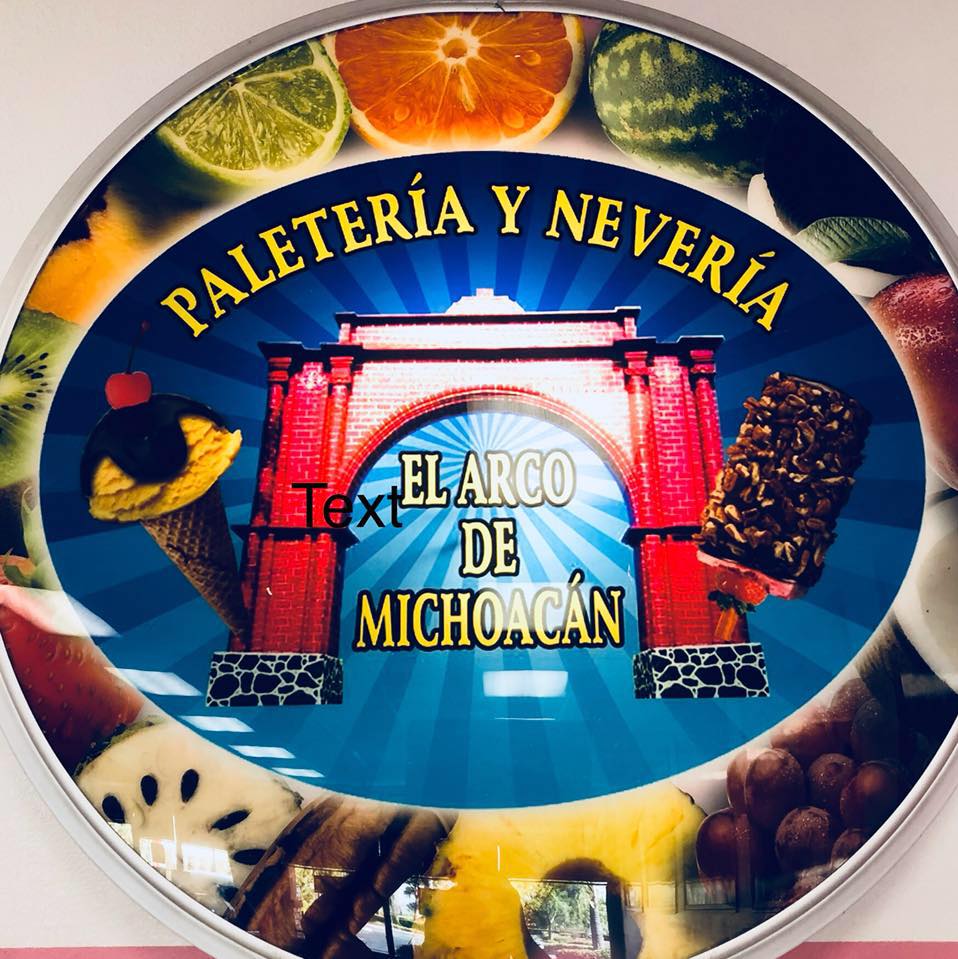 PALETERÍA Y NEVERÍA
Text
EL ARCO
DE
MICHOACÁN